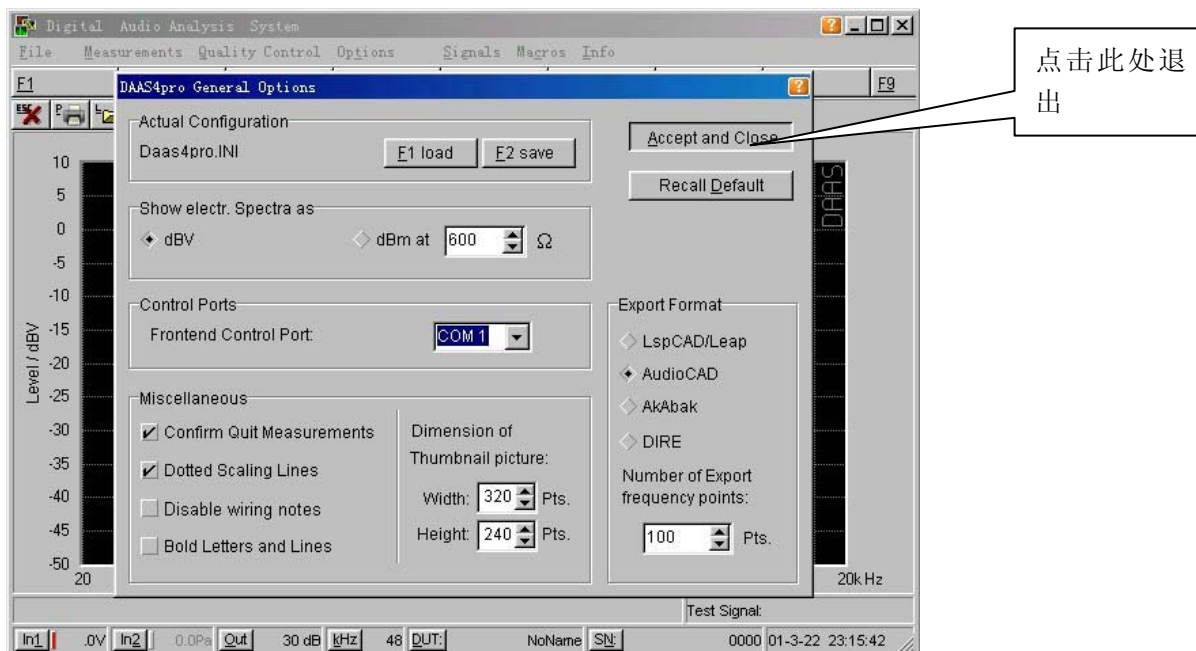 Digital Audio Analysis System
File Measurements Quality Control Options Signals Macros Info
F1 F9
ESC P L
DAAS4pro General Options
Actual Configuration
Daas4pro.INI F1 load F2 save
Accept and Close
Recall Default
Show electr. Spectra as
dBV dBm at 600 Ω
Control Ports
Frontend Control Port: COM 1
Export Format
LspCAD/Leap
AudioCAD
AkAbak
DIRE
Number of Export
frequency points:
100 Pts.
Miscellaneous
Confirm Quit Measurements
Dotted Scaling Lines
Disable wiring notes
Bold Letters and Lines
Dimension of
Thumbnail picture:
Width: 320 Pts.
Height: 240 Pts.
Level / dBV
10
5
0
-5
-10
-15
-20
-25
-30
-35
-40
-45
-50
20 20k Hz
DAAS
Test Signal:
In1 .0V In2 0.0Pa Out 30 dB kHz 48 DUT: NoName SN: 0000 01-3-22 23:15:42
点击此处退
出